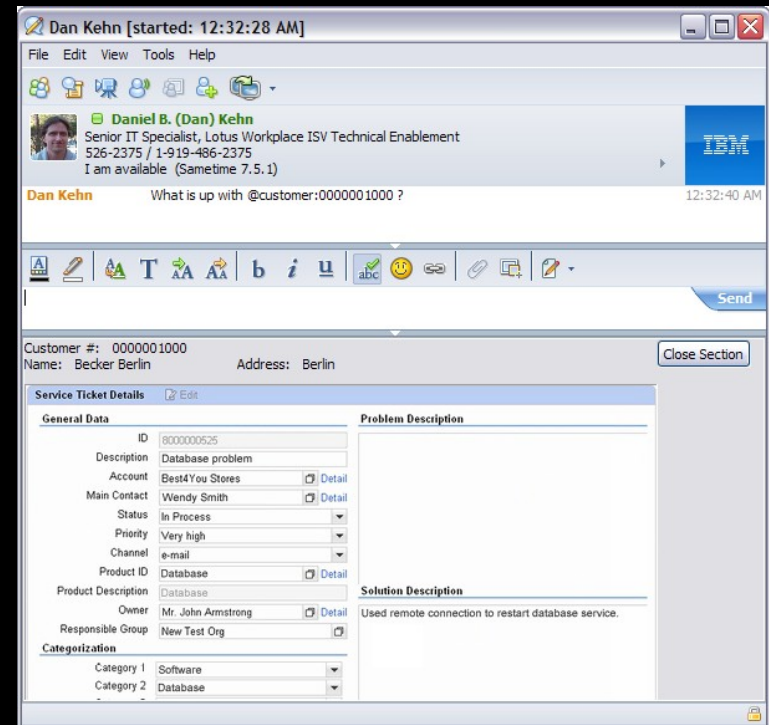 Dan Kehn [started: 12:32:28 AM]
File Edit View Tools Help
Daniel B. (Dan) Kehn
Senior IT Specialist, Lotus Workplace ISV Technical Enablement
526-2375 / 1-919-486-2375
I am available (Sametime 7.5.1)
IBM
Dan Kehn What is up with @customer:0000001000 ? 12:32:40 AM
A A T A A A A b i u abc
Send
Customer #: 0000001000
Name: Becker Berlin Address: Berlin
Close Section
Service Ticket Details Edit
General Data
ID 8000000525
Description Database problem
Account Best4You Stores Detail
Main Contact Wendy Smith Detail
Status In Process
Priority Very high
Channel e-mail
Product ID Database Detail
Product Description Database
Owner Mr. John Armstrong Detail
Responsible Group New Test Org
Categorization
Category 1 Software
Category 2 Database
Problem Description
Solution Description
Used remote connection to restart database service.